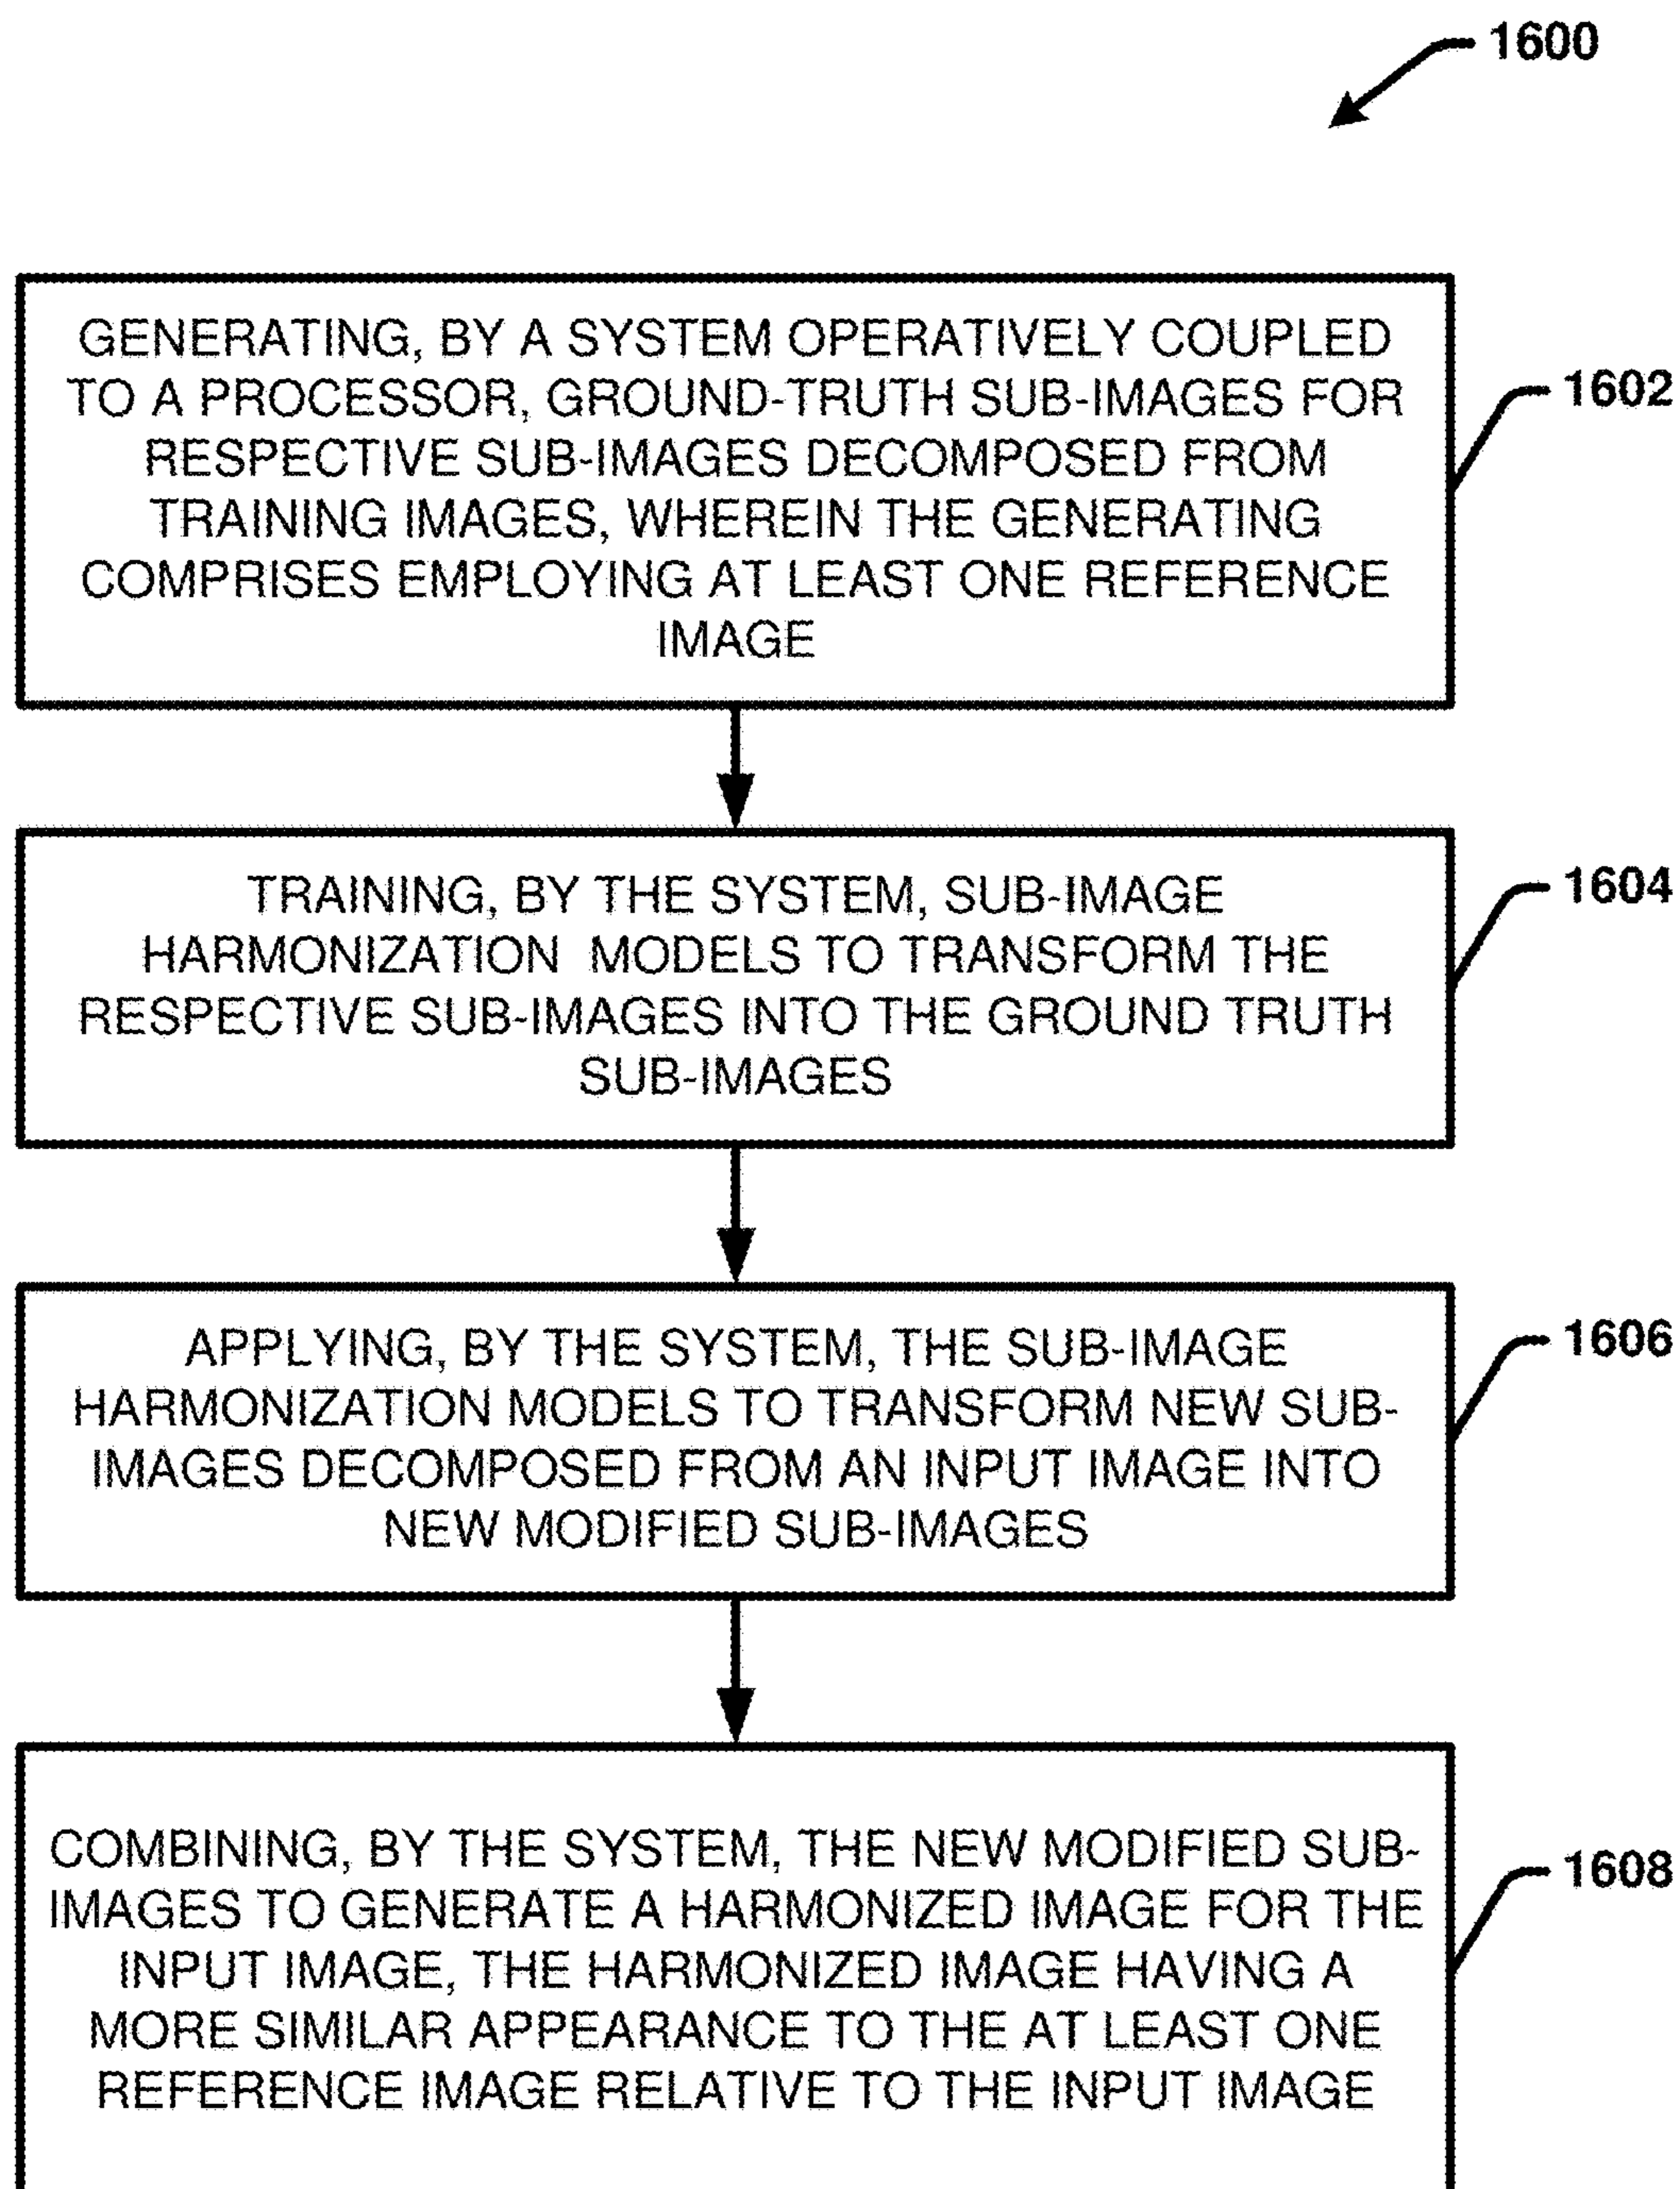 1600
GENERATING, BY A SYSTEM OPERATIVELY COUPLED
TO A PROCESSOR, GROUND-TRUTH SUB-IMAGES FOR
RESPECTIVE SUB-IMAGES DECOMPOSED FROM
TRAINING IMAGES, WHEREIN THE GENERATING
COMPRISES EMPLOYING AT LEAST ONE REFERENCE
IMAGE
1602
TRAINING, BY THE SYSTEM, SUB-IMAGE
HARMONIZATION MODELS TO TRANSFORM THE
RESPECTIVE SUB-IMAGES INTO THE GROUND TRUTH
SUB-IMAGES
1604
APPLYING, BY THE SYSTEM, THE SUB-IMAGE
HARMONIZATION MODELS TO TRANSFORM NEW SUB-
IMAGES DECOMPOSED FROM AN INPUT IMAGE INTO
NEW MODIFIED SUB-IMAGES
1606
COMBINING, BY THE SYSTEM, THE NEW MODIFIED SUB-
IMAGES TO GENERATE A HARMONIZED IMAGE FOR THE
INPUT IMAGE, THE HARMONIZED IMAGE HAVING A
MORE SIMILAR APPEARANCE TO THE AT LEAST ONE
REFERENCE IMAGE RELATIVE TO THE INPUT IMAGE
1608